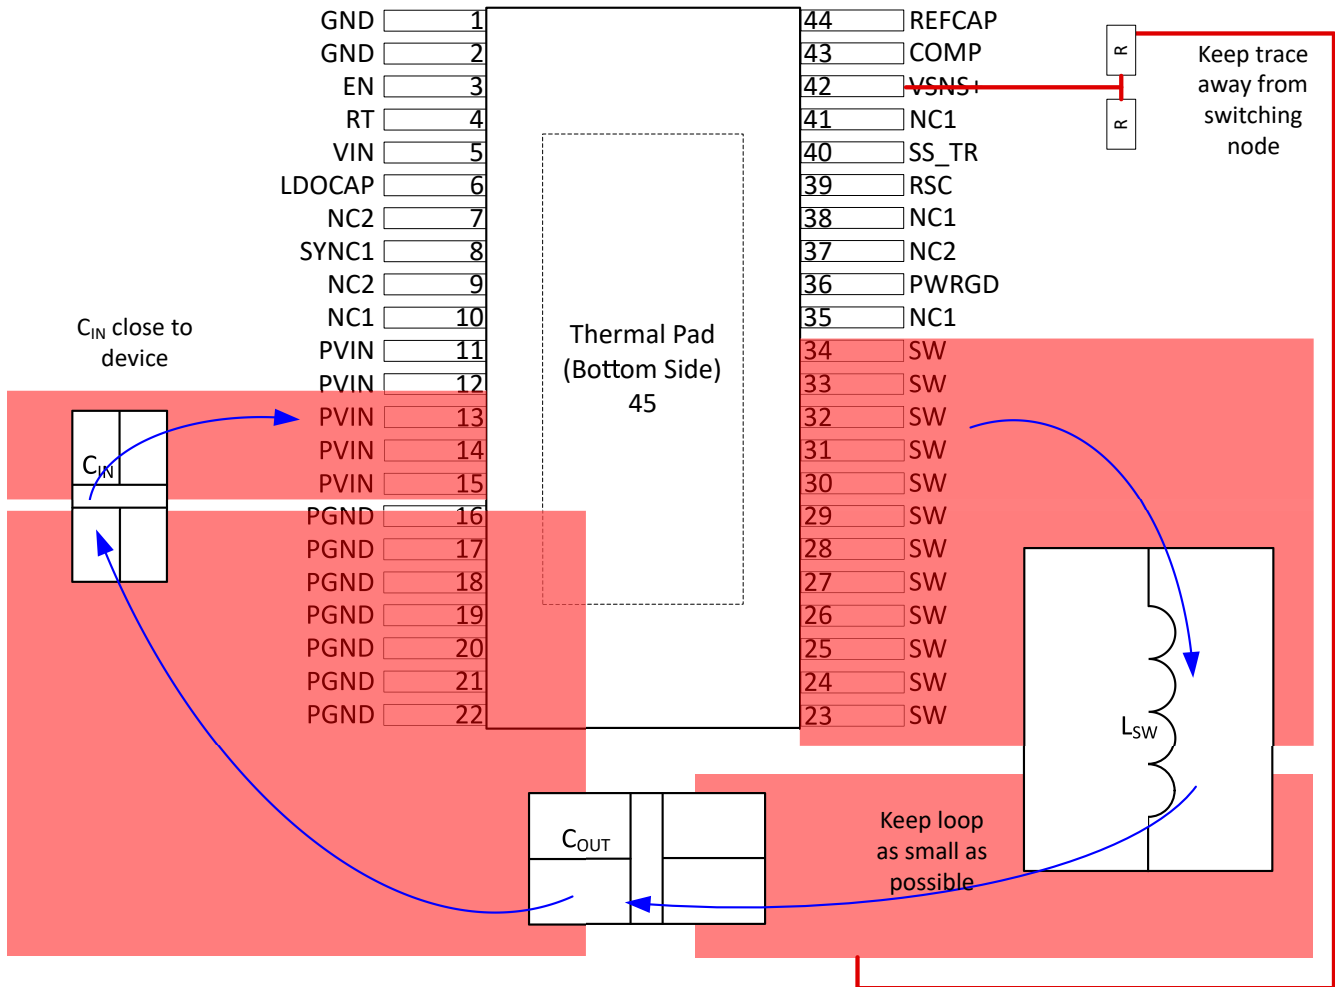 GND 1
GND 2
EN 3
RT 4
VIN 5
LDOCAP 6
NC2 7
SYNC1 8
NC2 9
NC1 10
PVIN 11
PVIN 12
PVIN 13
PVIN 14
PVIN 15
PGND 16
PGND 17
PGND 18
PGND 19
PGND 20
PGND 21
PGND 22
44 REFCAP
43 COMP
42 VSNS+
41 NC1
40 SS_TR
39 RSC
38 NC1
37 NC2
36 PWRGD
35 NC1
34 SW
33 SW
32 SW
31 SW
30 SW
29 SW
28 SW
27 SW
26 SW
25 SW
24 SW
23 SW
Thermal Pad
(Bottom Side)
45
R
R
Keep trace
away from
switching
node
CIN close to
device
CIN
LSW
COUT
Keep loop
as small as
possible